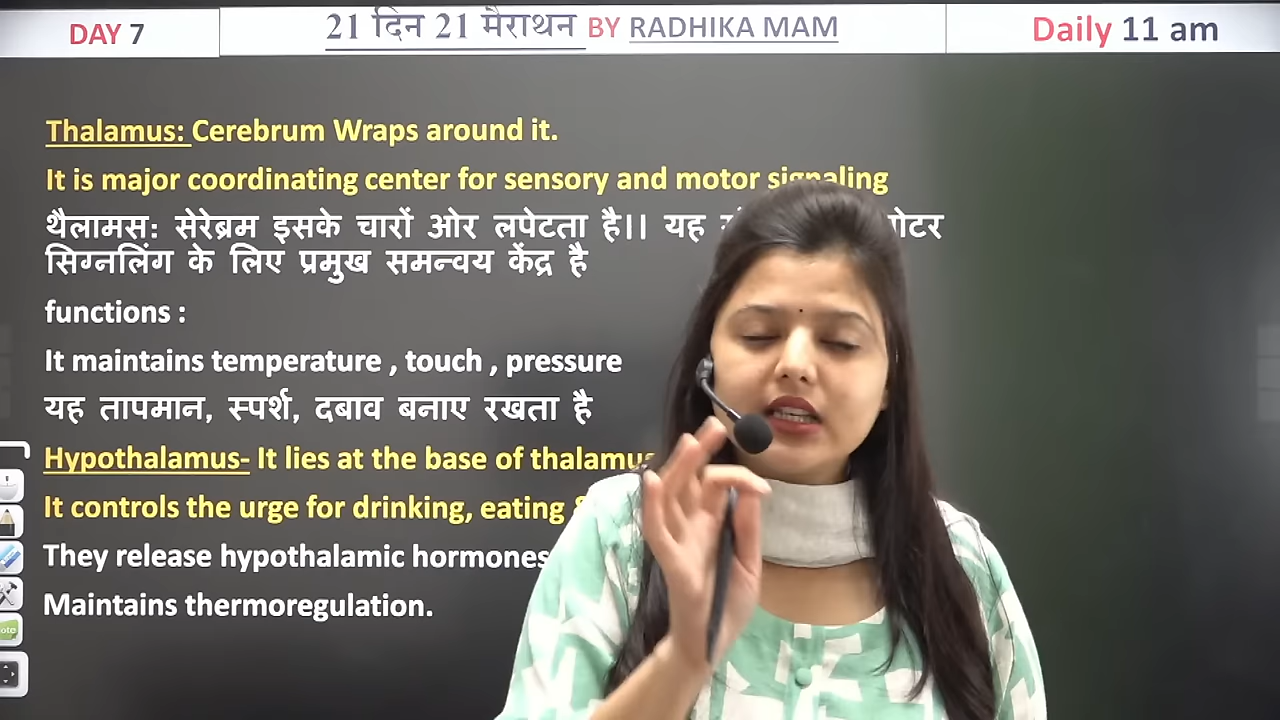 DAY 7
21 दिन 21 मैराथन BY RADHIKA MAM
Daily 11 am
Thalamus: Cerebrum Wraps around it.
It is major coordinating center for sensory and motor signaling
थैलामस: सेरेब्रम इसके चारों ओर लपेटता है।। यह
सिग्नलिंग के लिए प्रमुख समन्वय केंद्र है
functions :
It maintains temperature , touch , pressure
यह तापमान, स्पर्श, दबाव बनाए रखता है
Hypothalamus- It lies at the base of thalamus
It controls the urge for drinking, eating
They release hypothalamic hormones
Maintains thermoregulation.